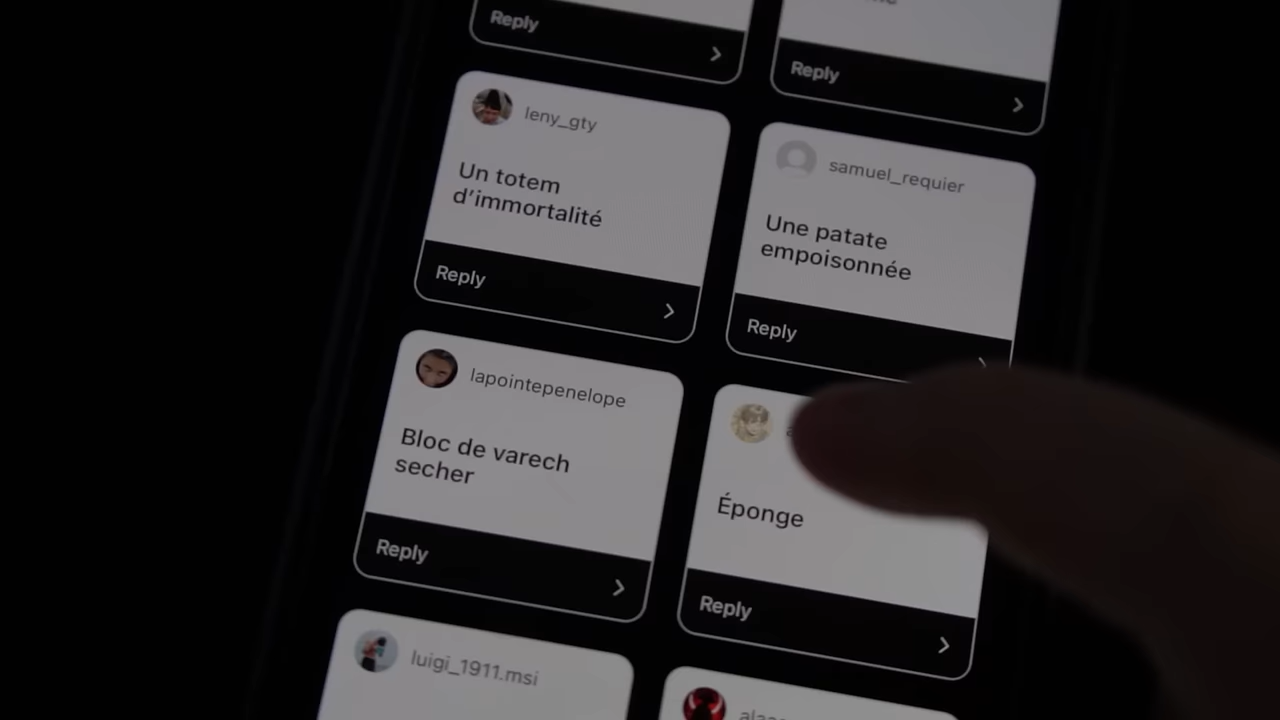 Reply
Reply
leny_gty
Un totem
d’immortalité
Reply
samuel_requier
Une patate
empoisonnée
Reply
lapointepenelope
Bloc de varech
secher
Reply
Éponge
Reply
luigi_1911.msi